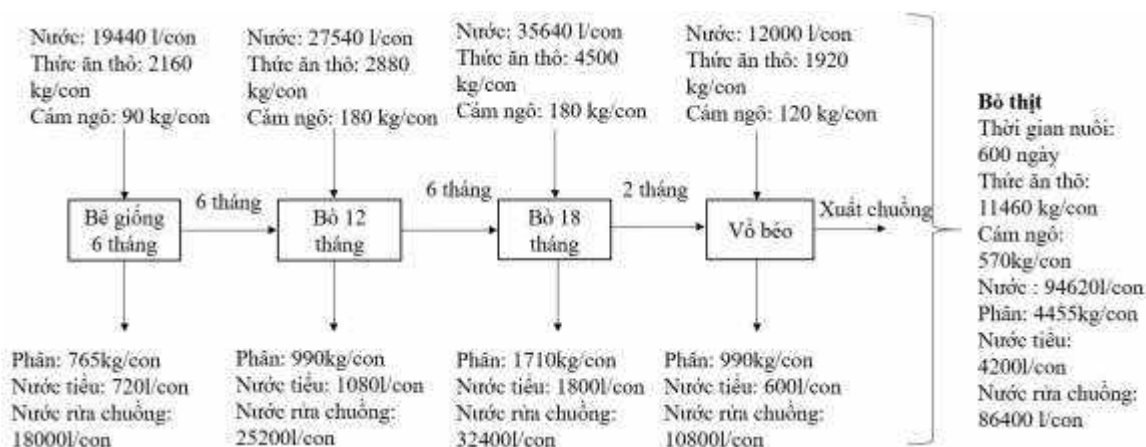 Nước: 19440 l/con
Thức ăn thô: 2160
kg/con
Cám ngô: 90 kg/con
Nước: 27540 l/con
Thức ăn thô: 2880
kg/con
Cám ngô: 180 kg/con
Nước: 35640 l/con
Thức ăn thô: 4500
kg/con
Cám ngô: 180 kg/con
Nước: 12000 l/con
Thức ăn thô: 1920
kg/con
Cám ngô: 120 kg/con
Bê giống
6 tháng
6 tháng
Bò 12
tháng
6 tháng
Bò 18
tháng
2 tháng
Vỗ béo
Xuất chuồng
Phân: 765kg/con
Nước tiểu: 720l/con
Nước rửa chuồng:
18000l/con
Phân: 990kg/con
Nước tiểu: 1080l/con
Nước rửa chuồng:
25200l/con
Phân: 1710kg/con
Nước tiểu: 1800l/con
Nước rửa chuồng:
32400l/con
Phân: 990kg/con
Nước tiểu: 600l/con
Nước rửa chuồng:
10800l/con
Bò thịt
Thời gian nuôi:
600 ngày
Thức ăn thô:
11460 kg/con
Cám ngô:
570kg/con
Nước : 94620l/con
Phân: 4455kg/con
Nước tiểu:
4200l/con
Nước rửa chuồng:
86400 l/con